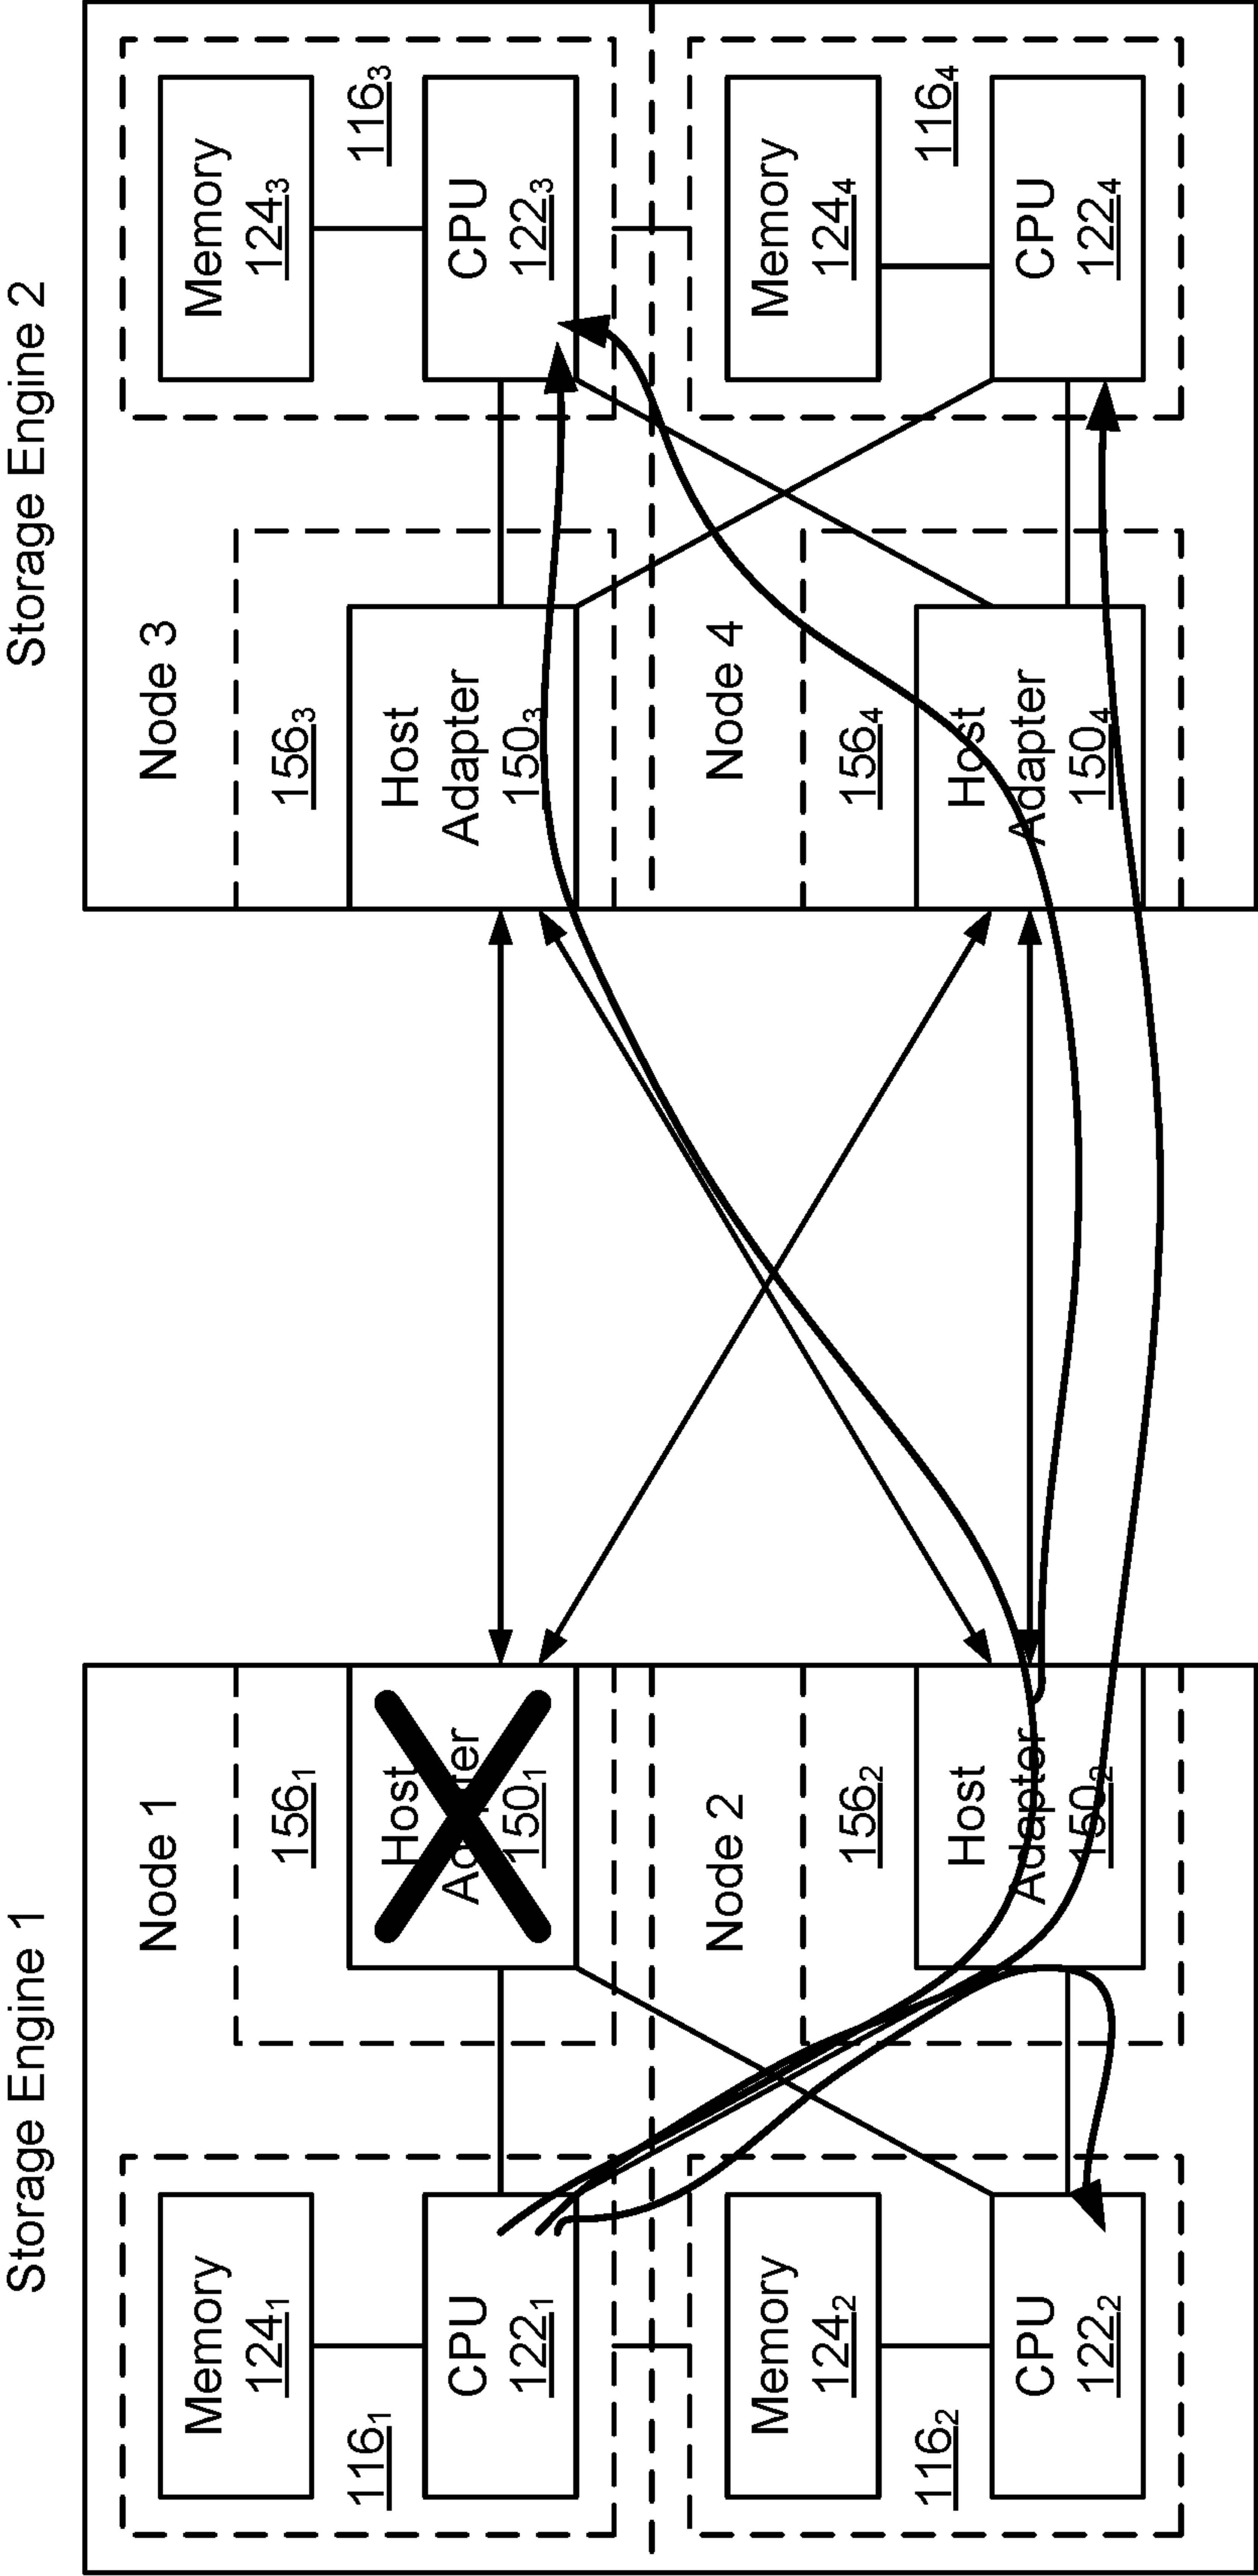 Storage Engine 1
Node 1
Memory
124₁
116₁
CPU
122₁
156₁
Host
Adapter
150₁
Node 2
Memory
124₂
116₂
CPU
122₂
156₂
Host
Adapter
150₂
Storage Engine 2
Node 3
156₃
Host
Adapter
150₃
Memory
124₃
116₃
CPU
122₃
Node 4
156₄
Host
Adapter
150₄
Memory
124₄
116₄
CPU
122₄